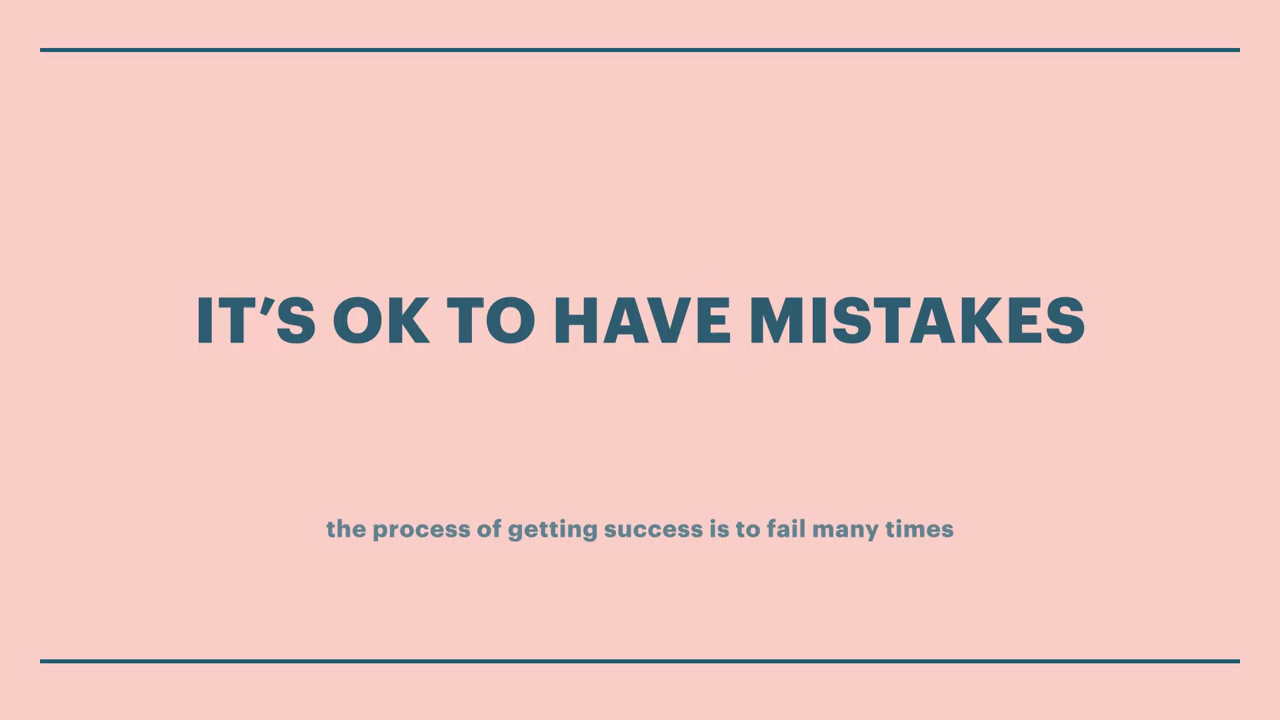 IT’S OK TO HAVE MISTAKES
the process of getting success is to fail many times